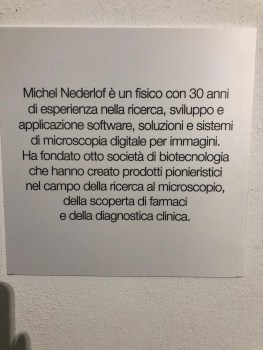 Michel Nederlof è un fisico con 30 anni
di esperienza nella ricerca, sviluppo e
applicazione software, soluzioni e sistemi
di microscopia digitale per immagini.
Ha fondato otto società di biotecnologia
che hanno creato prodotti pionieristici
nel campo della ricerca al microscopio,
della scoperta di farmaci
e della diagnostica clinica.